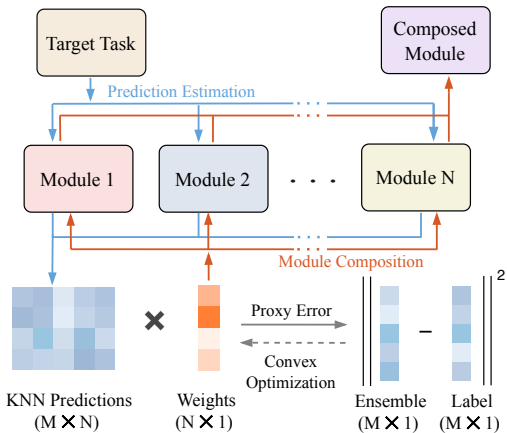 Target Task
Composed
Module
Prediction Estimation
Module 1
Module 2
. . .
Module N
Module Composition
×
Proxy Error
Convex
Optimization
−
2
KNN Predictions
(M × N)
Weights
(N × 1)
Ensemble
(M × 1)
Label
(M × 1)